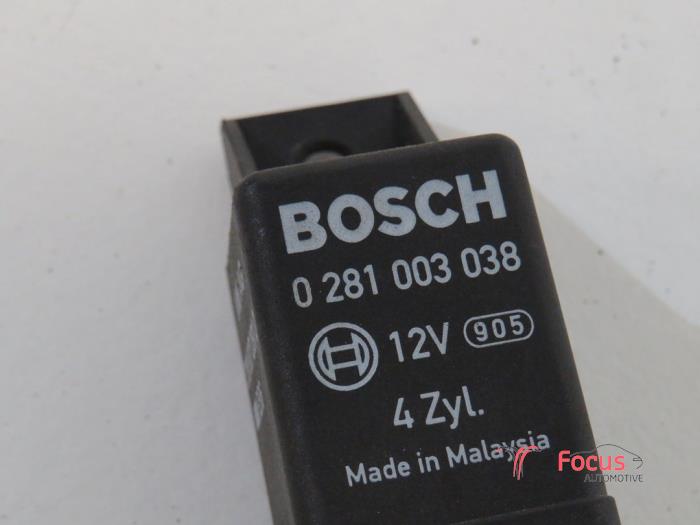 BOSCH
0 281 003 038
12V 905
4 Zyl.
Made in Malaysia
Focus
AUTOMOTIVE